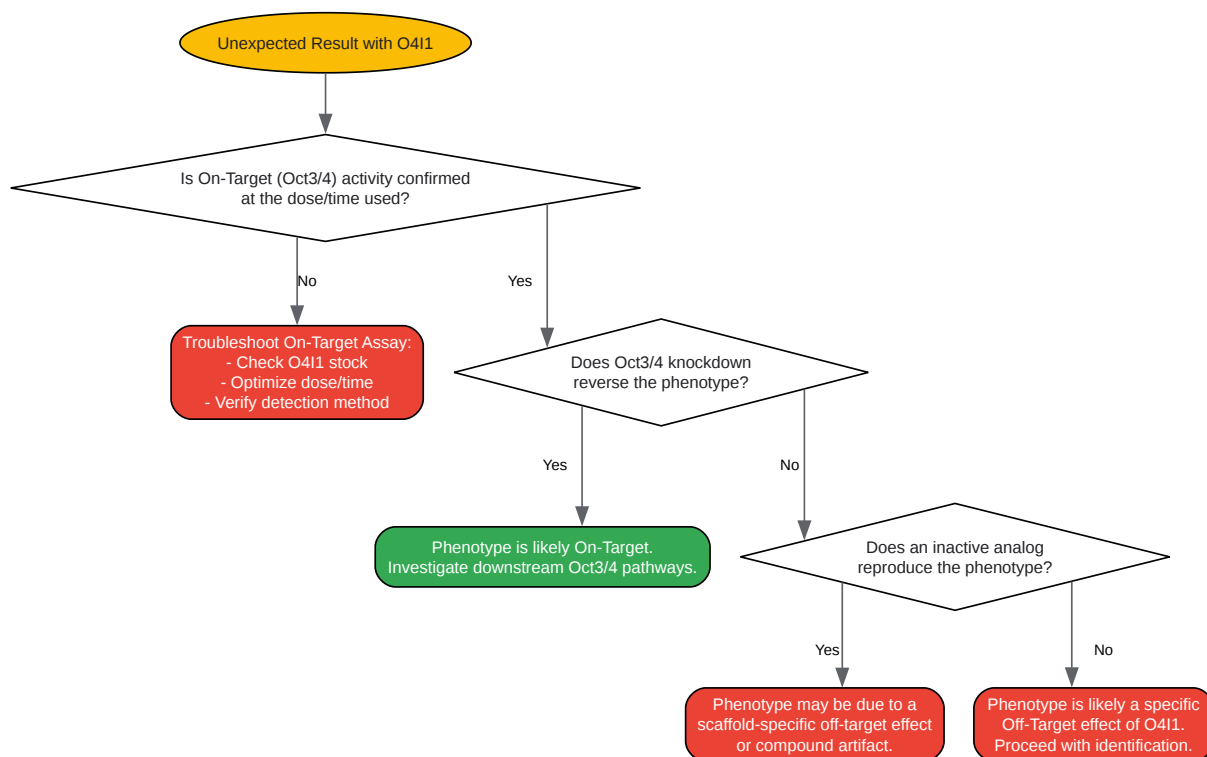 Unexpected Result with O4I1
Is On-Target (Oct3/4) activity confirmed
at the dose/time used?
No
Yes
Troubleshoot On-Target Assay:
- Check O4I1 stock
- Optimize dose/time
- Verify detection method
Does Oct3/4 knockdown
reverse the phenotype?
Yes
No
Phenotype is likely On-Target.
Investigate downstream Oct3/4 pathways.
Does an inactive analog
reproduce the phenotype?
Yes
No
Phenotype may be due to a
scaffold-specific off-target effect
or compound artifact.
Phenotype is likely a specific
Off-Target effect of O4I1.
Proceed with identification.